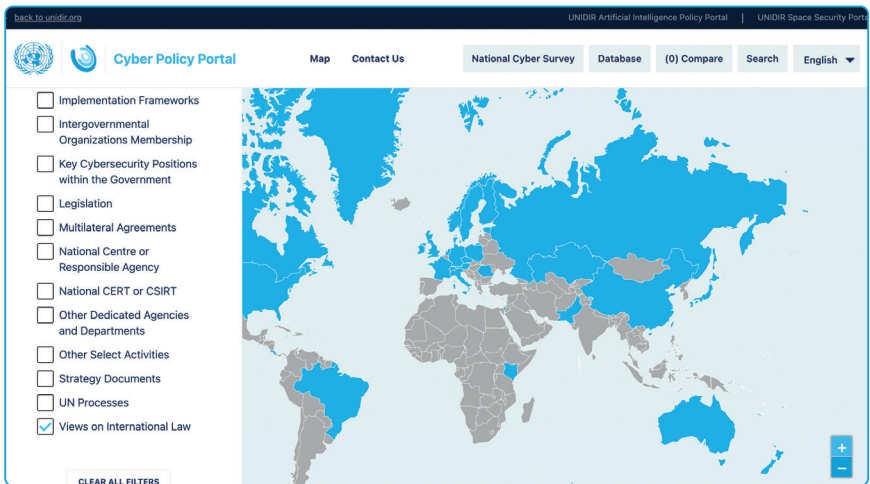 back to unidir.org
UNIDIR Artificial Intelligence Policy Portal | UNIDIR Space Security Porta
Cyber Policy Portal
Map
Contact Us
National Cyber Survey
Database
(0) Compare
Search
English
Implementation Frameworks
Intergovernmental
Organizations Membership
Key Cybersecurity Positions
within the Government
Legislation
Multilateral Agreements
National Centre or
Responsible Agency
National CERT or CSIRT
Other Dedicated Agencies
and Departments
Other Select Activities
Strategy Documents
UN Processes
Views on International Law
CLEAR ALL FILTERS
+
−